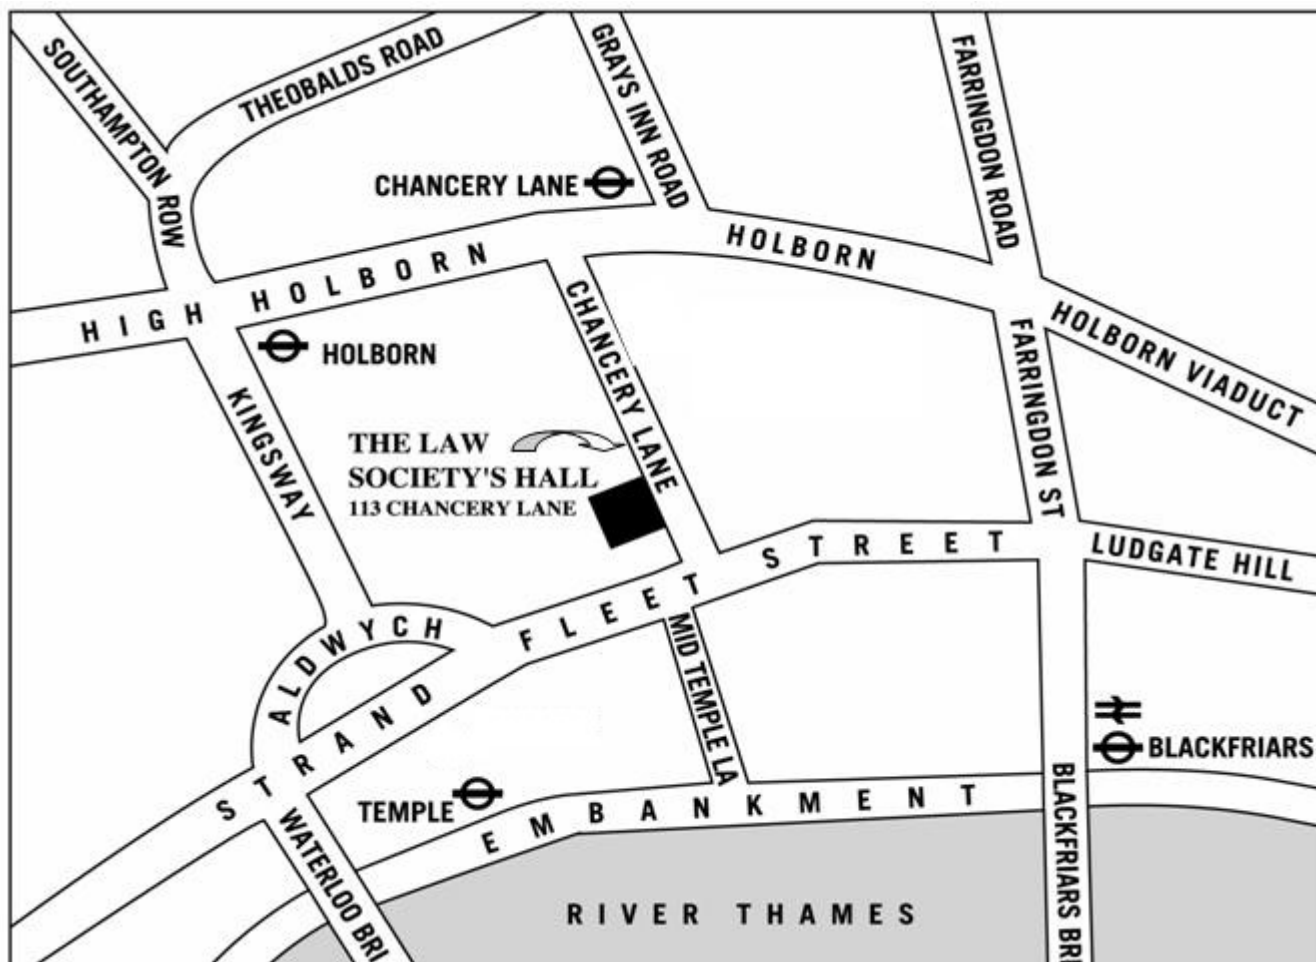 SOUTHAMPTON ROW
THEOBALDS ROAD
GRAYS INN ROAD
FARRINGDON ROAD
CHANCERY LANE
HIGH HOLBORN
HOLBORN
HOLBORN VIADUCT
HOLBORN
CHANCERY LANE
FARRINGDON ST
KINGSWAY
THE LAW
SOCIETY'S HALL
113 CHANCERY LANE
FLEET STREET
LUDGATE HILL
ALDWYCH
MID TEMPLE LA
STRAND
BLACKFRIARS
TEMPLE
EMBANKMENT
WATERLOO BRI
BLACKFRIARS BRI
RIVER THAMES